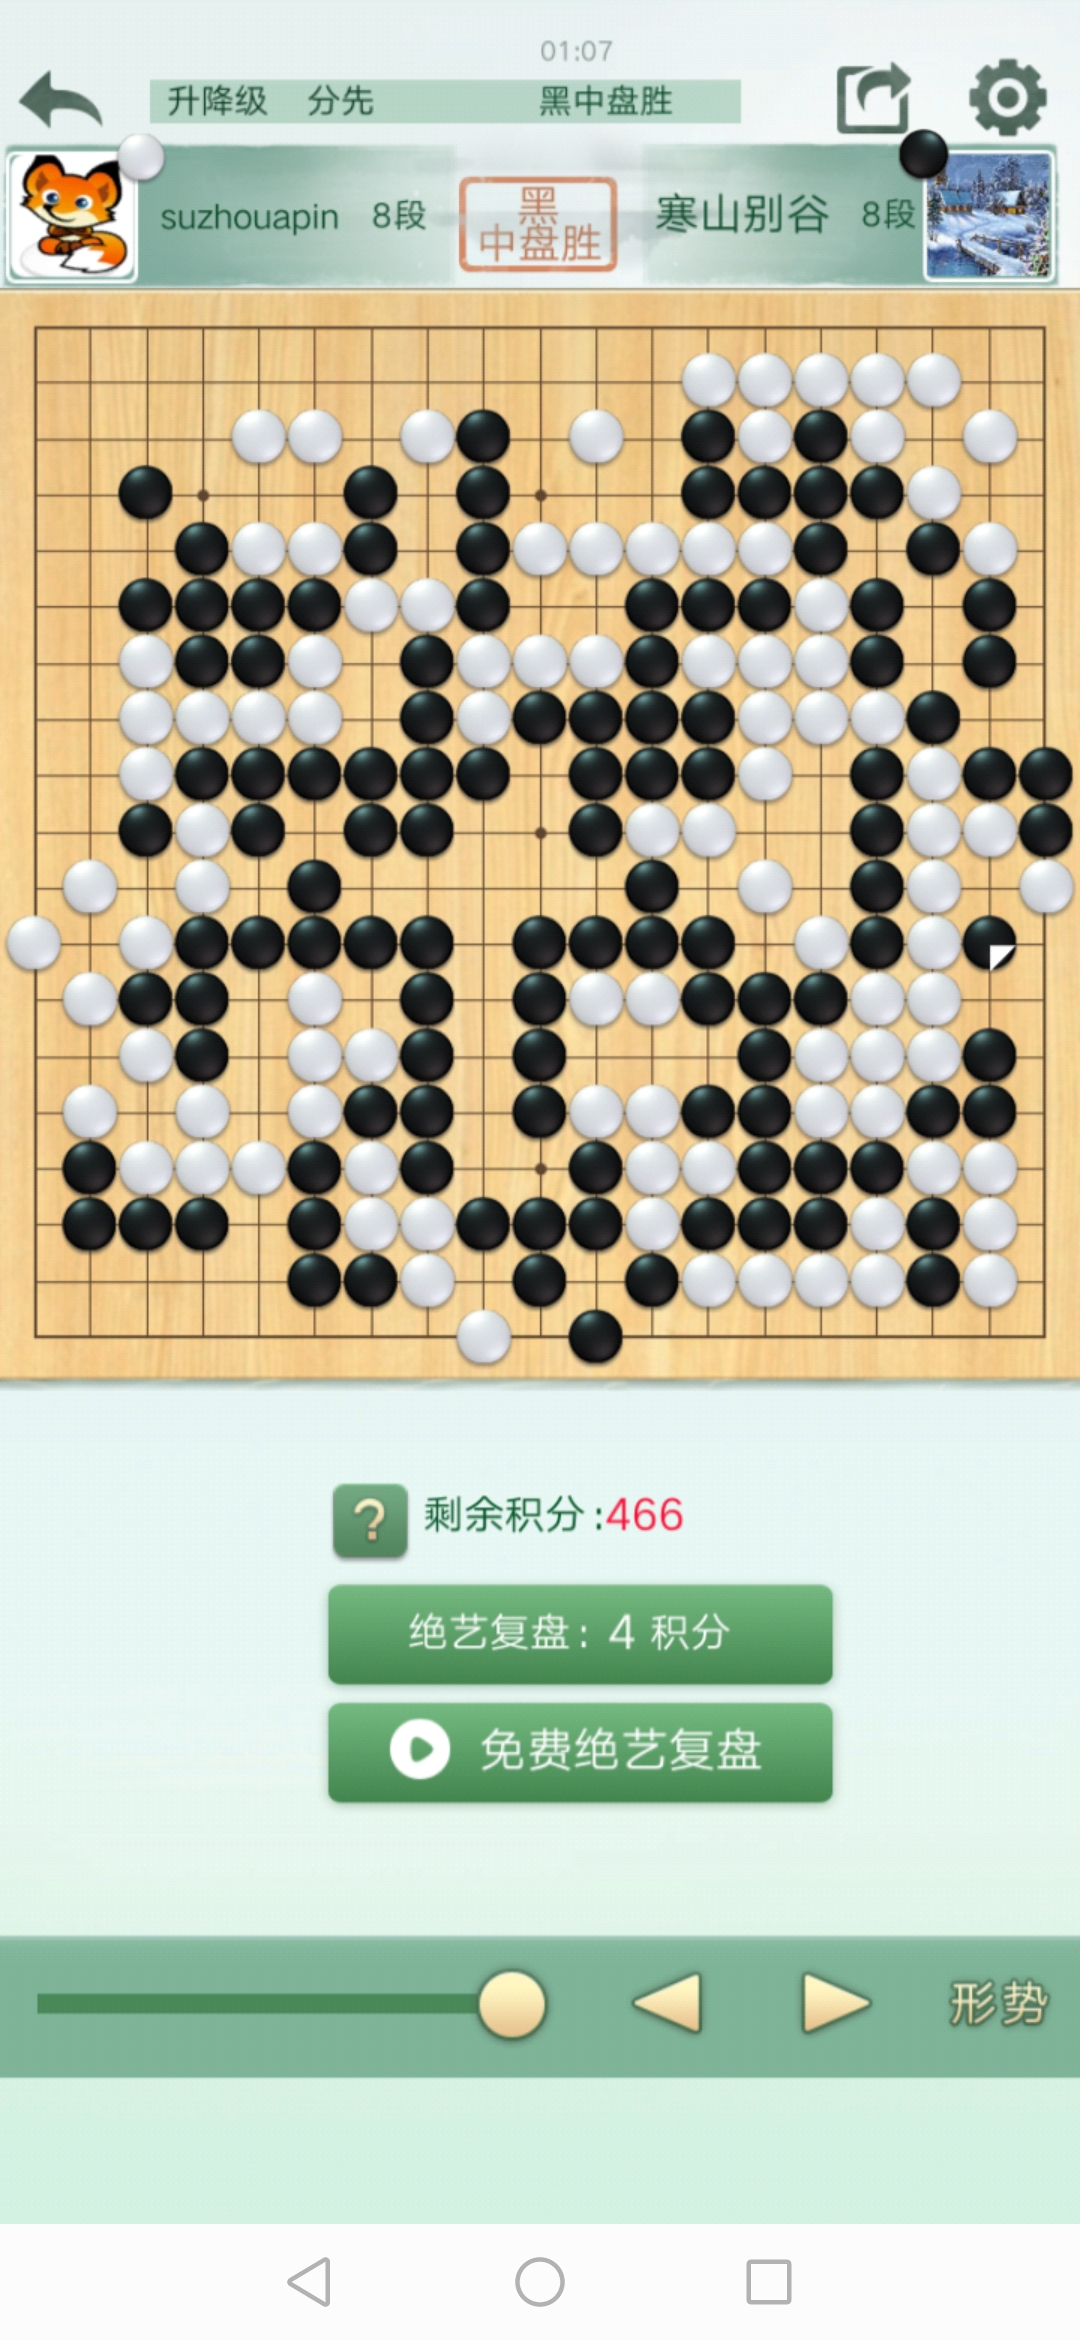 01:07
升降级 分先 黑中盘胜
suzhouapin 8段
黑
中盘胜
寒山别谷 8段
?
剩余积分:466
绝艺复盘: 4 积分
免费绝艺复盘
形势